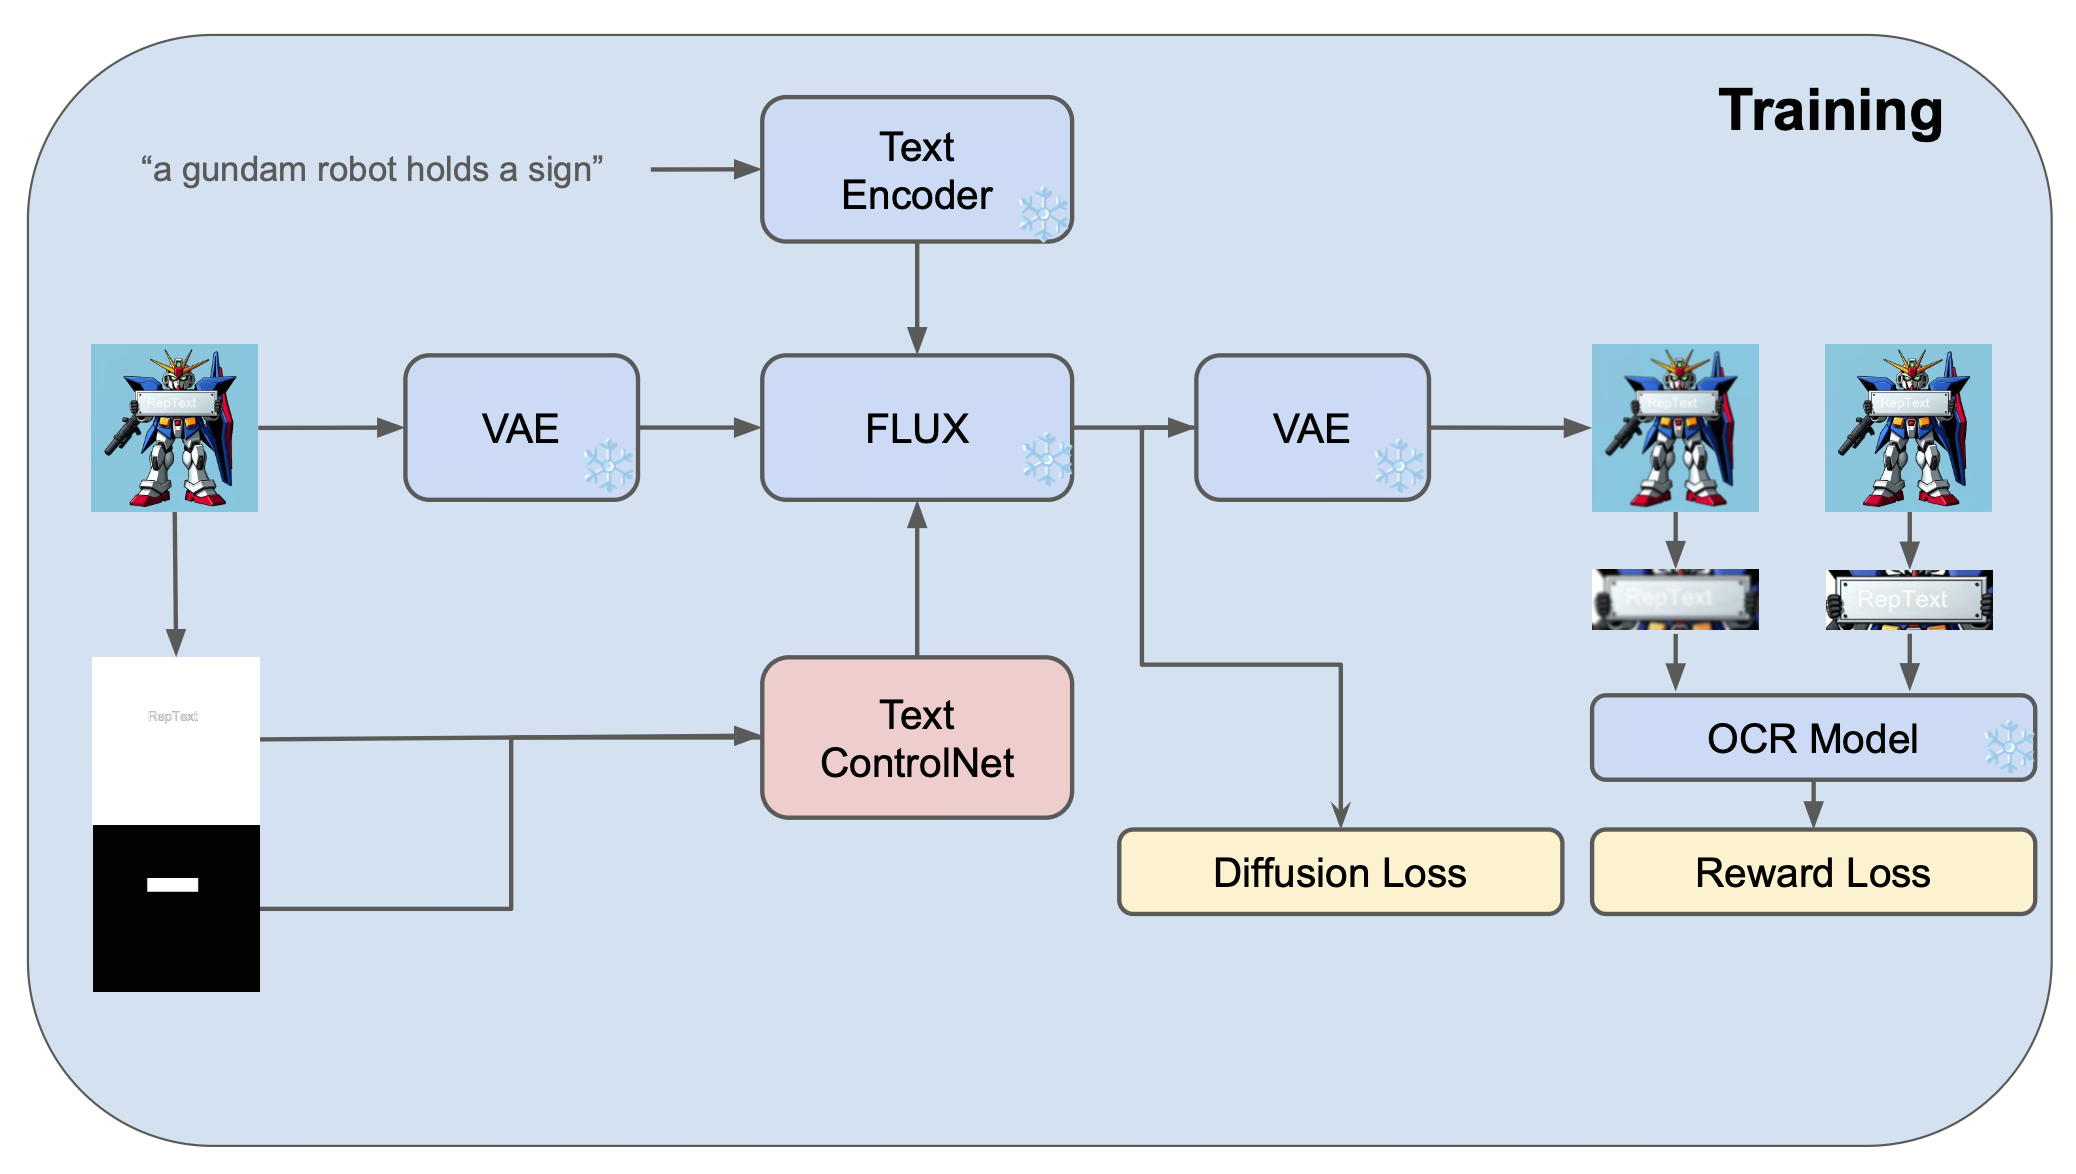 Training
Text
Encoder
“a gundam robot holds a sign”
RepText
VAE
FLUX
VAE
RepText
RepText
RepText
RepText
RepText
Text
ControlNet
OCR Model
Diffusion Loss
Reward Loss